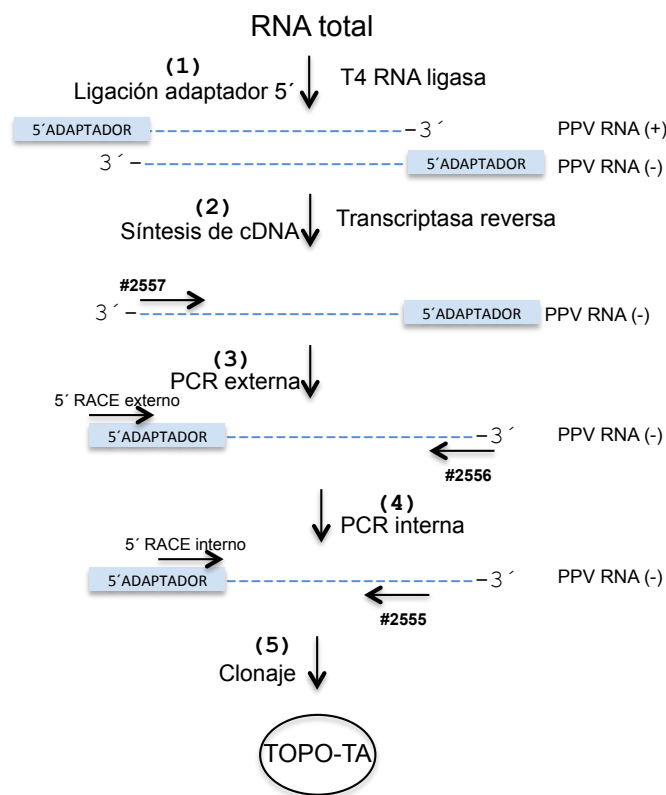 RNA total
(1)
Ligación adaptador 5´
T4 RNA ligasa
5´ADAPTADOR
3´
PPV RNA (+)
3´
5´ADAPTADOR
PPV RNA (-)
(2)
Síntesis de cDNA
Transcriptasa reversa
#2557
3´
5´ADAPTADOR
PPV RNA (-)
(3)
PCR externa
5´ RACE externo
5´ADAPTADOR
3´
PPV RNA (-)
#2556
(4)
PCR interna
5´ RACE interno
5´ADAPTADOR
3´
PPV RNA (-)
#2555
(5)
Clonaje
TOPO-TA